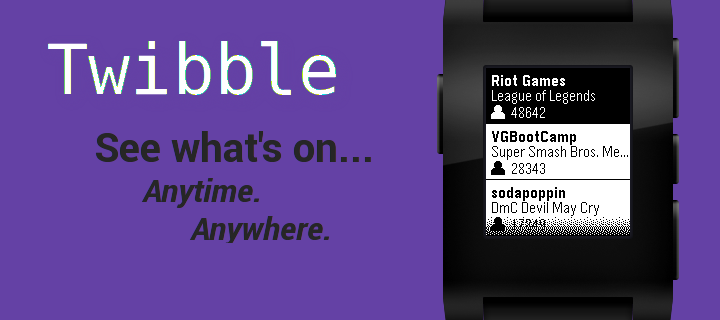 Twibble
See what's on...
Anytime.
Anywhere.
Riot Games
League of Legends
48642
VGBootCamp
Super Smash Bros. Me...
28343
sodapoppin
DmC Devil May Cry